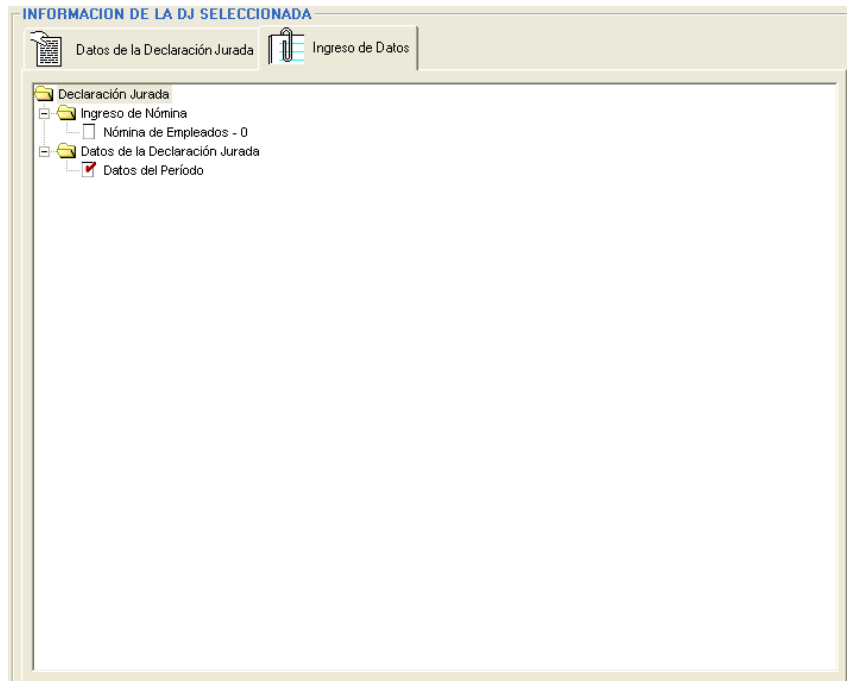 INFORMACION DE LA DJ SELECCIONADA
Datos de la Declaración Jurada
Ingreso de Datos
Declaración Jurada
Ingreso de Nómina
Nómina de Empleados - 0
Datos de la Declaración Jurada
Datos del Período